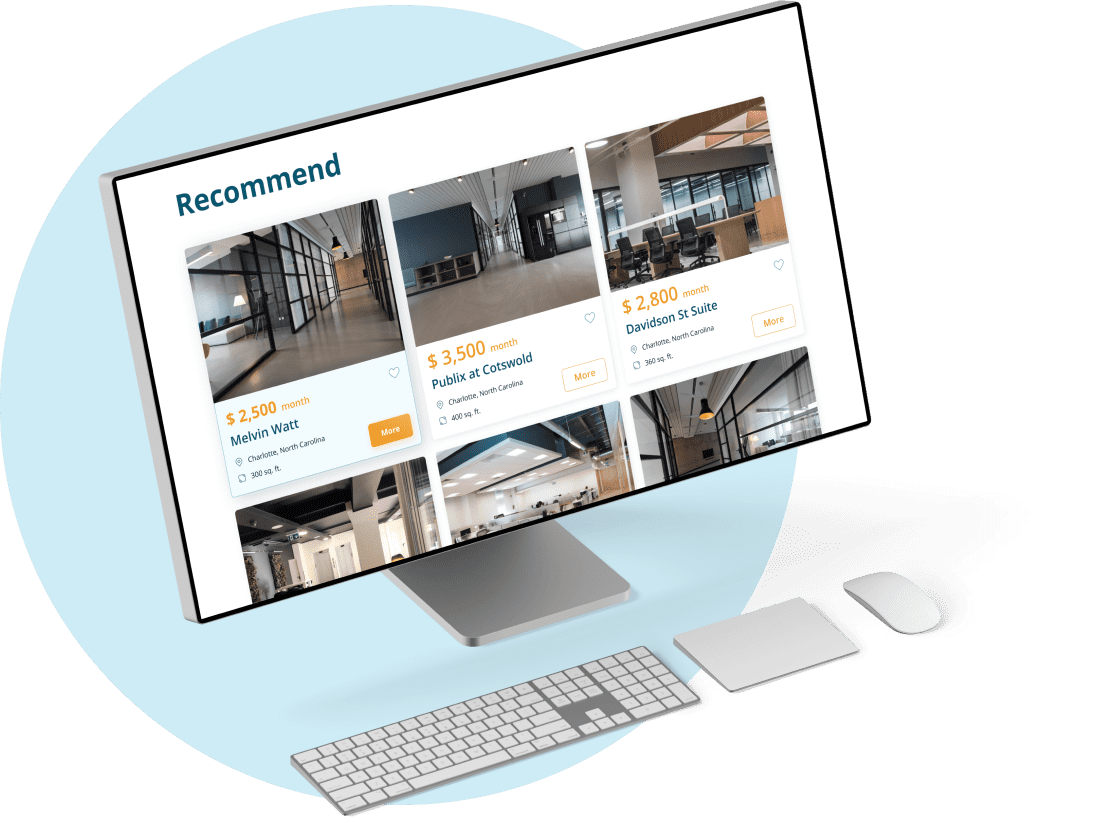 Recommend
$ 2,500 month
Melvin Watt
Charlotte, North Carolina
300 sq. ft.
More
$ 3,500 month
Publix at Cotswold
Charlotte, North Carolina
400 sq. ft.
More
$ 2,800 month
Davidson St Suite
Charlotte, North Carolina
360 sq. ft.
More